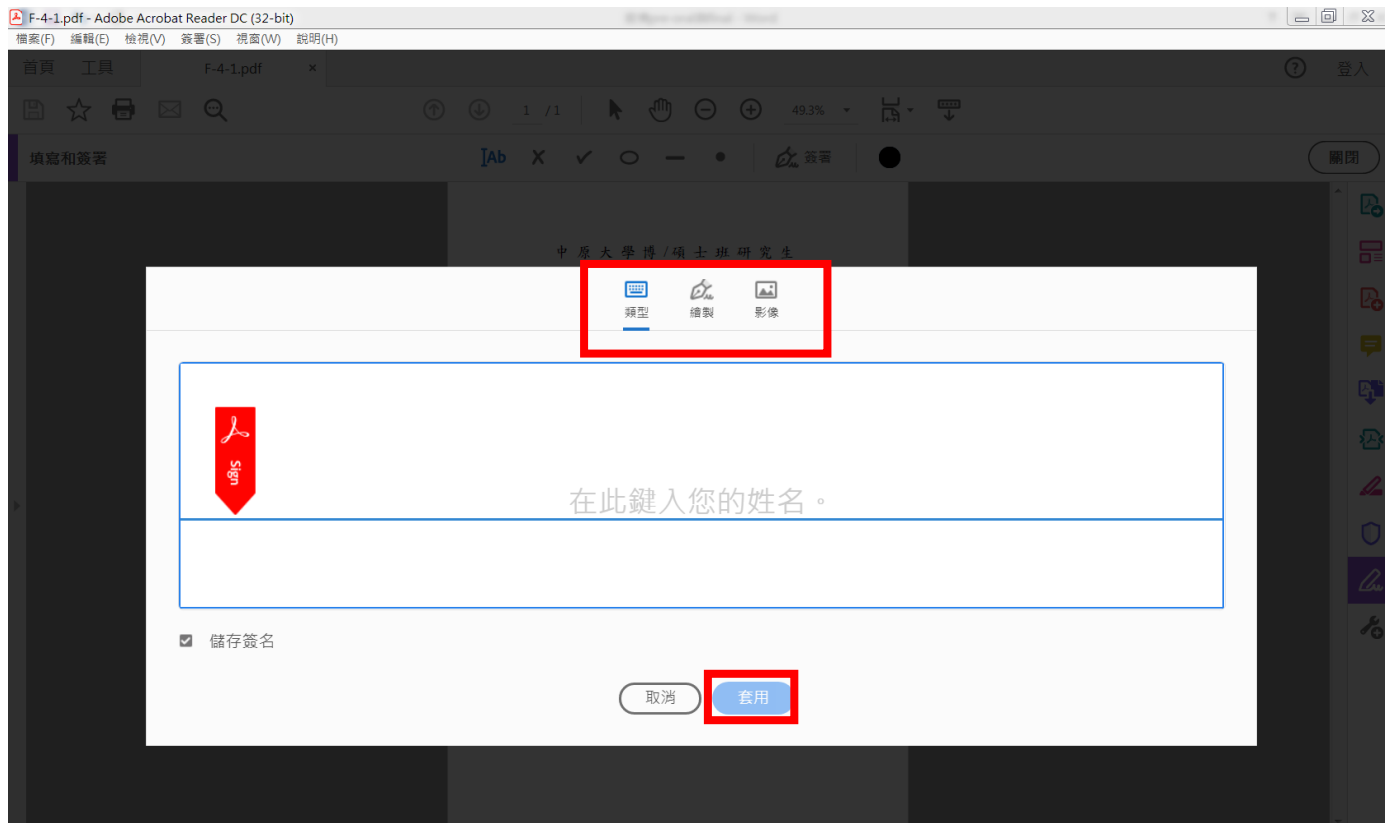 F-4-1.pdf - Adobe Acrobat Reader DC (32-bit)
檔案(F) 編輯(E) 檢視(V) 簽署(S) 視窗(W) 說明(H)
首頁 工具 F-4-1.pdf × ? 登入
1 / 1 49.3%
填寫和簽署 Ab 簽署 關閉
中原大學博/碩士班研究生
類型 繪製 影像
Sign
在此鍵入您的姓名。
儲存簽名
取消 套用